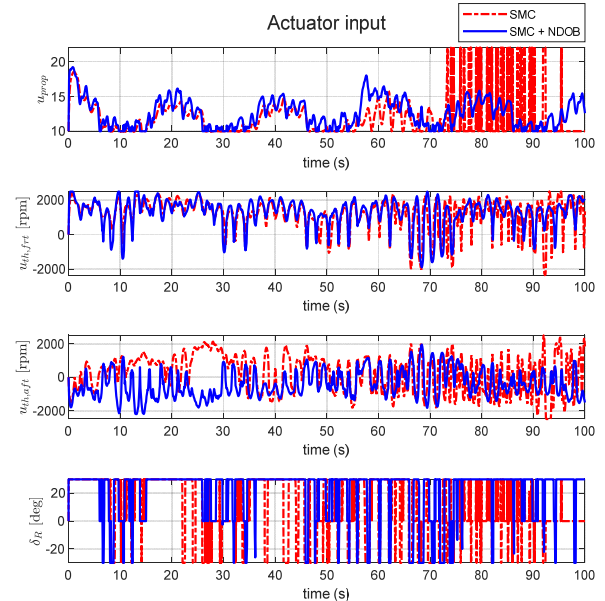 Actuator input
SMC
SMC + NDOB
u_prop
20
15
10
0 10 20 30 40 50 60 70 80 90 100
time (s)
u_th,frt [rpm]
2000
0
-2000
0 10 20 30 40 50 60 70 80 90 100
time (s)
u_th,aft [rpm]
2000
0
-2000
0 10 20 30 40 50 60 70 80 90 100
time (s)
δ_R [deg]
20
0
-20
0 10 20 30 40 50 60 70 80 90 100
time (s)